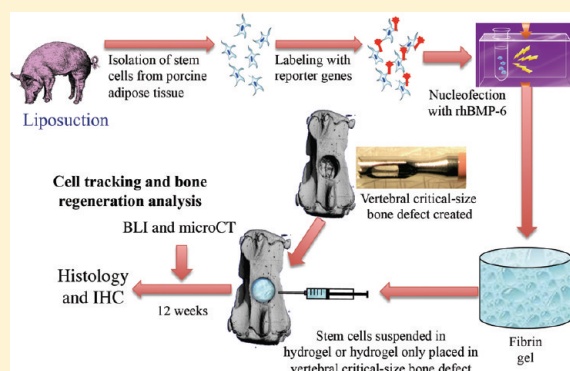 Isolation of stem
cells from porcine
adipose tissue
Labeling with
reporter genes
Liposuction
Nucleofection
with rhBMP-6
Cell tracking and bone
regeneration analysis
BLI and microCT
Vertebral critical-size
bone defect created
Histology
and IHC
12 weeks
Stem cells suspended in
hydrogel or hydrogel only placed in
vertebral critical-size bone defect
Fibrin
gel